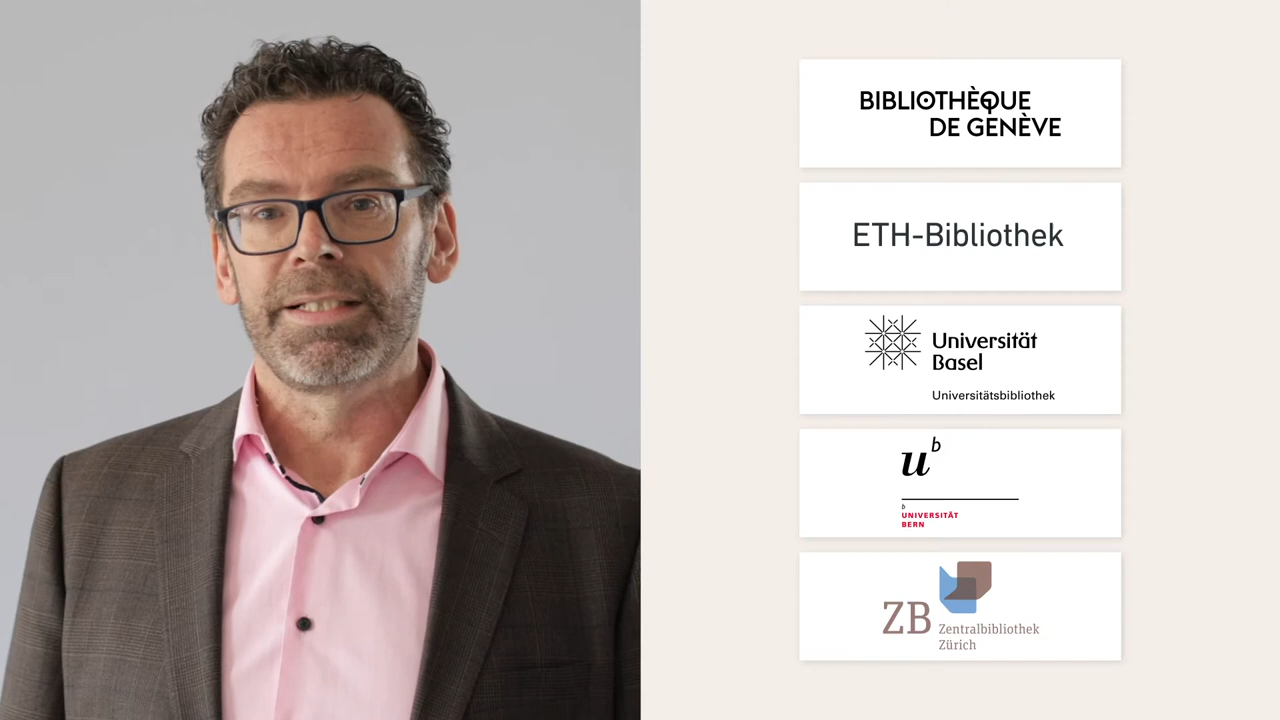 BIBLIOTHÈQUE
DE GENÈVE
ETH-Bibliothek
Universität
Basel
Universitätsbibliothek
u b
b
UNIVERSITÄT
BERN
ZB Zentralbibliothek
Zürich